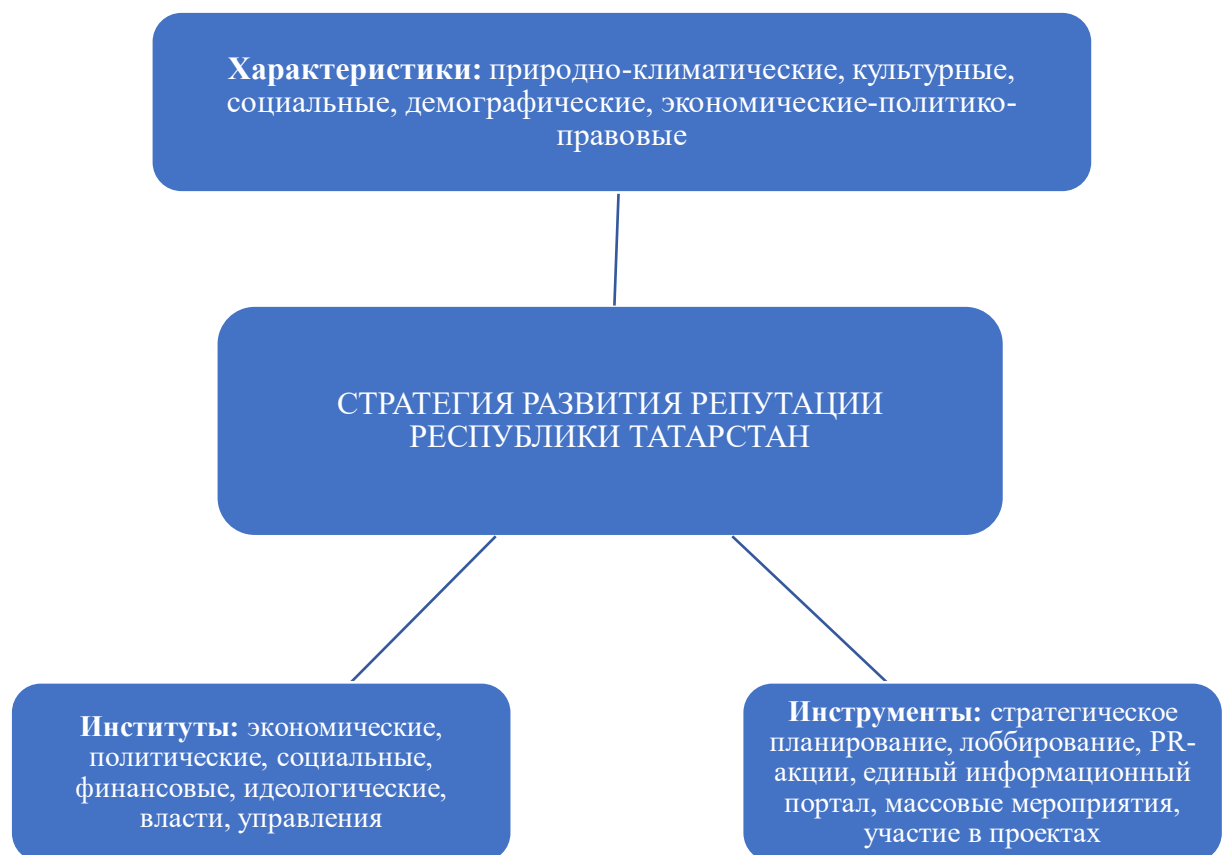 Характеристики: природно-климатические, культурные,
социальные, демографические, экономические-политико-
правовые
СТРАТЕГИЯ РАЗВИТИЯ РЕПУТАЦИИ
РЕСПУБЛИКИ ТАТАРСТАН
Институты: экономические,
политические, социальные,
финансовые, идеологические,
власти, управления
Инструменты: стратегическое
планирование, лоббирование, PR-
акции, единый информационный
портал, массовые мероприятия,
участие в проектах